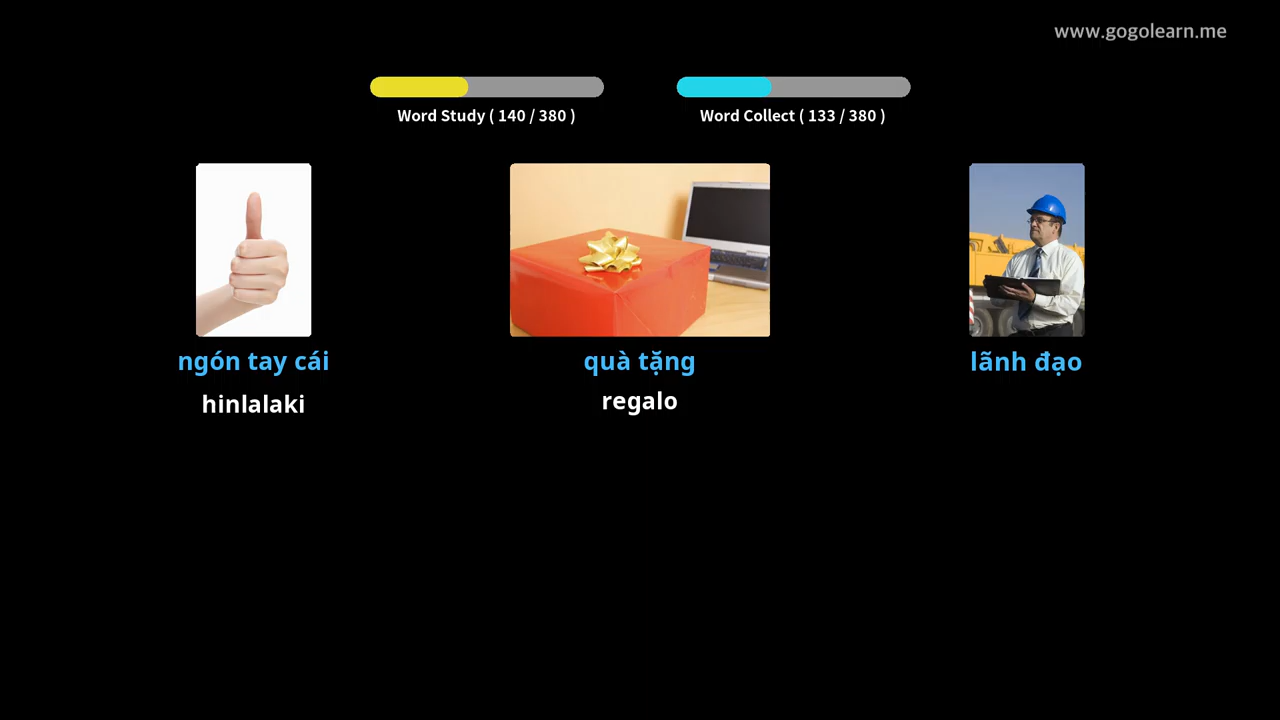 www.gogolearn.me
Word Study ( 140 / 380 )
Word Collect ( 133 / 380 )
ngón tay cái
quà tặng
lãnh đạo
hinlalaki
regalo